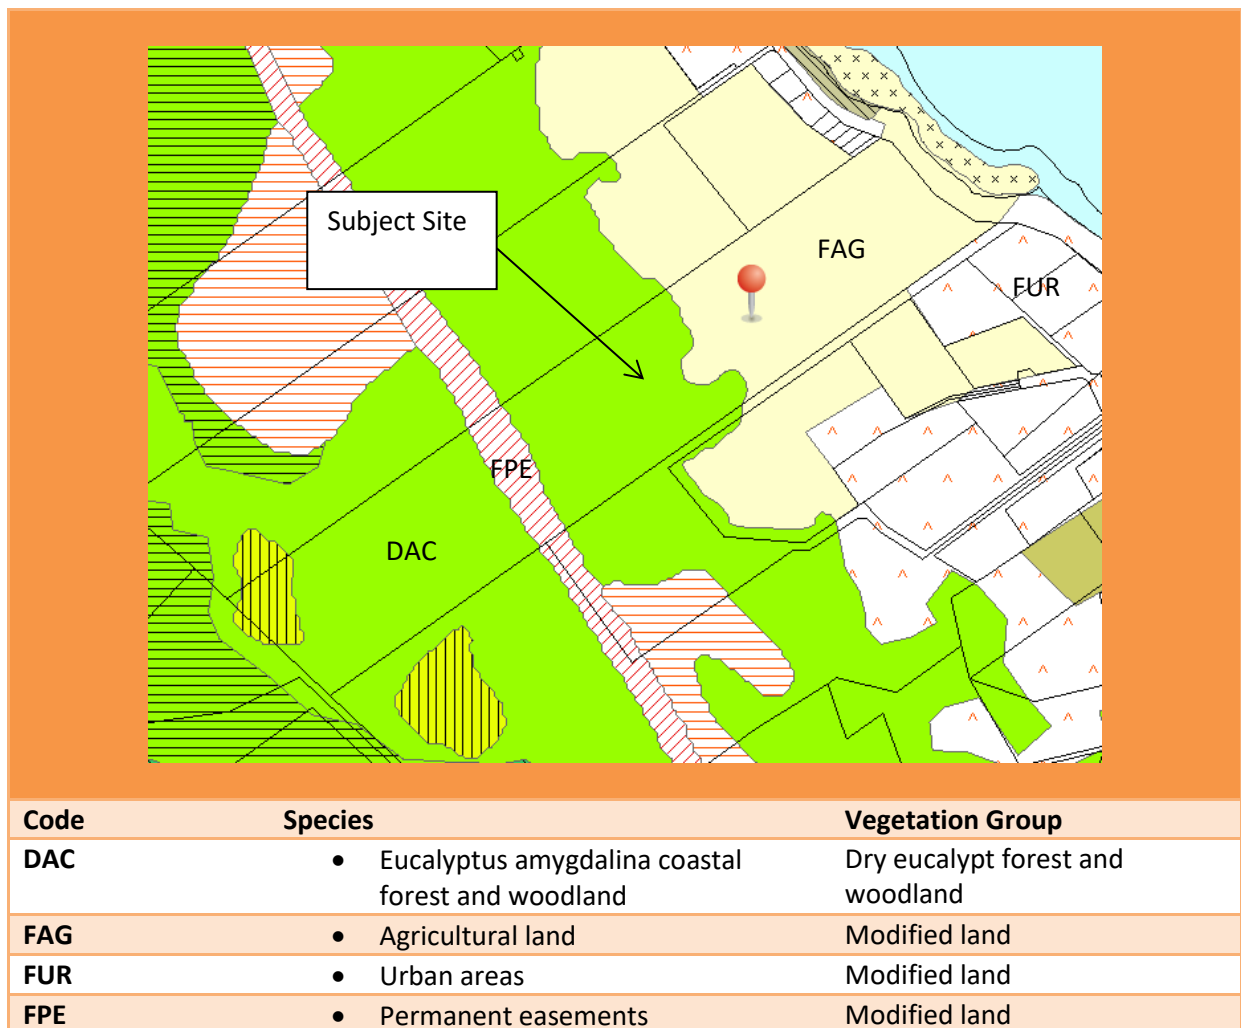 Subject Site
FAG
FUR
FPE
DAC
Code Species Vegetation Group
DAC • Eucalyptus amygdalina coastal Dry eucalypt forest and
forest and woodland woodland
FAG • Agricultural land Modified land
FUR • Urban areas Modified land
FPE • Permanent easements Modified land